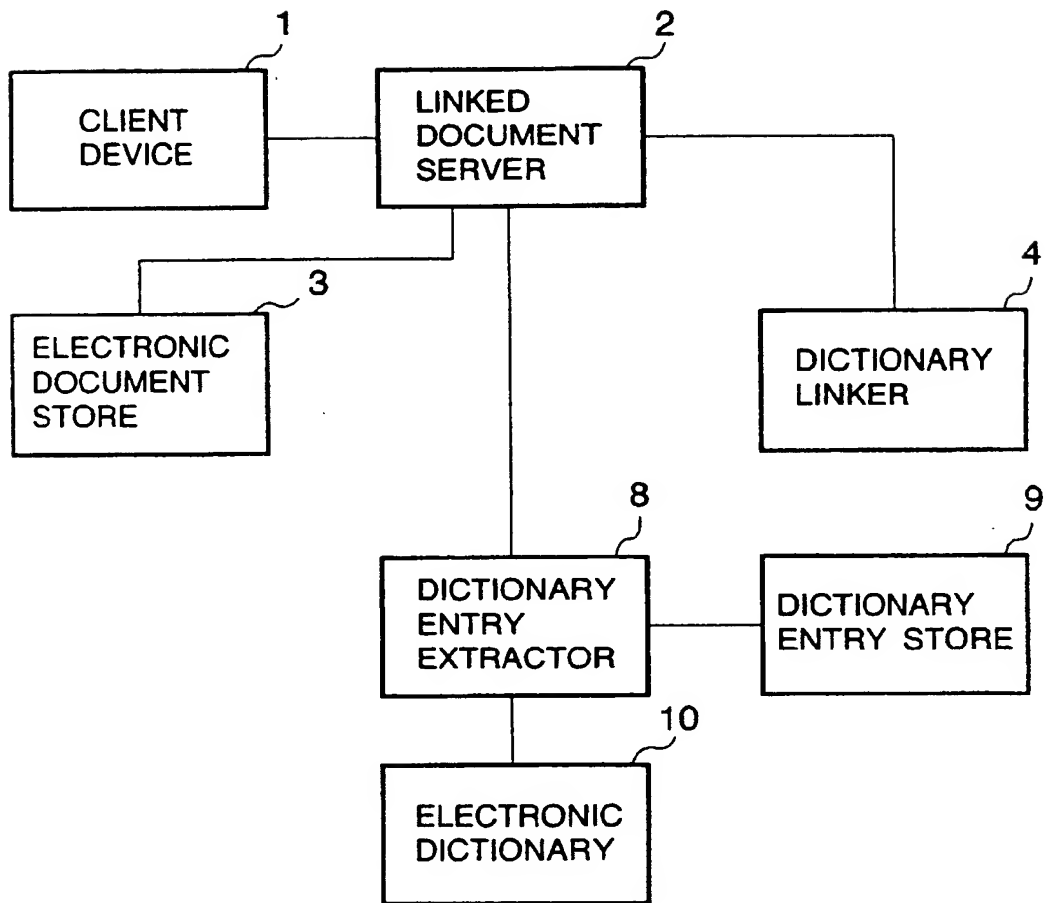 1
CLIENT
DEVICE
2
LINKED
DOCUMENT
SERVER
3
ELECTRONIC
DOCUMENT
STORE
4
DICTIONARY
LINKER
8
DICTIONARY
ENTRY
EXTRACTOR
9
DICTIONARY
ENTRY STORE
10
ELECTRONIC
DICTIONARY